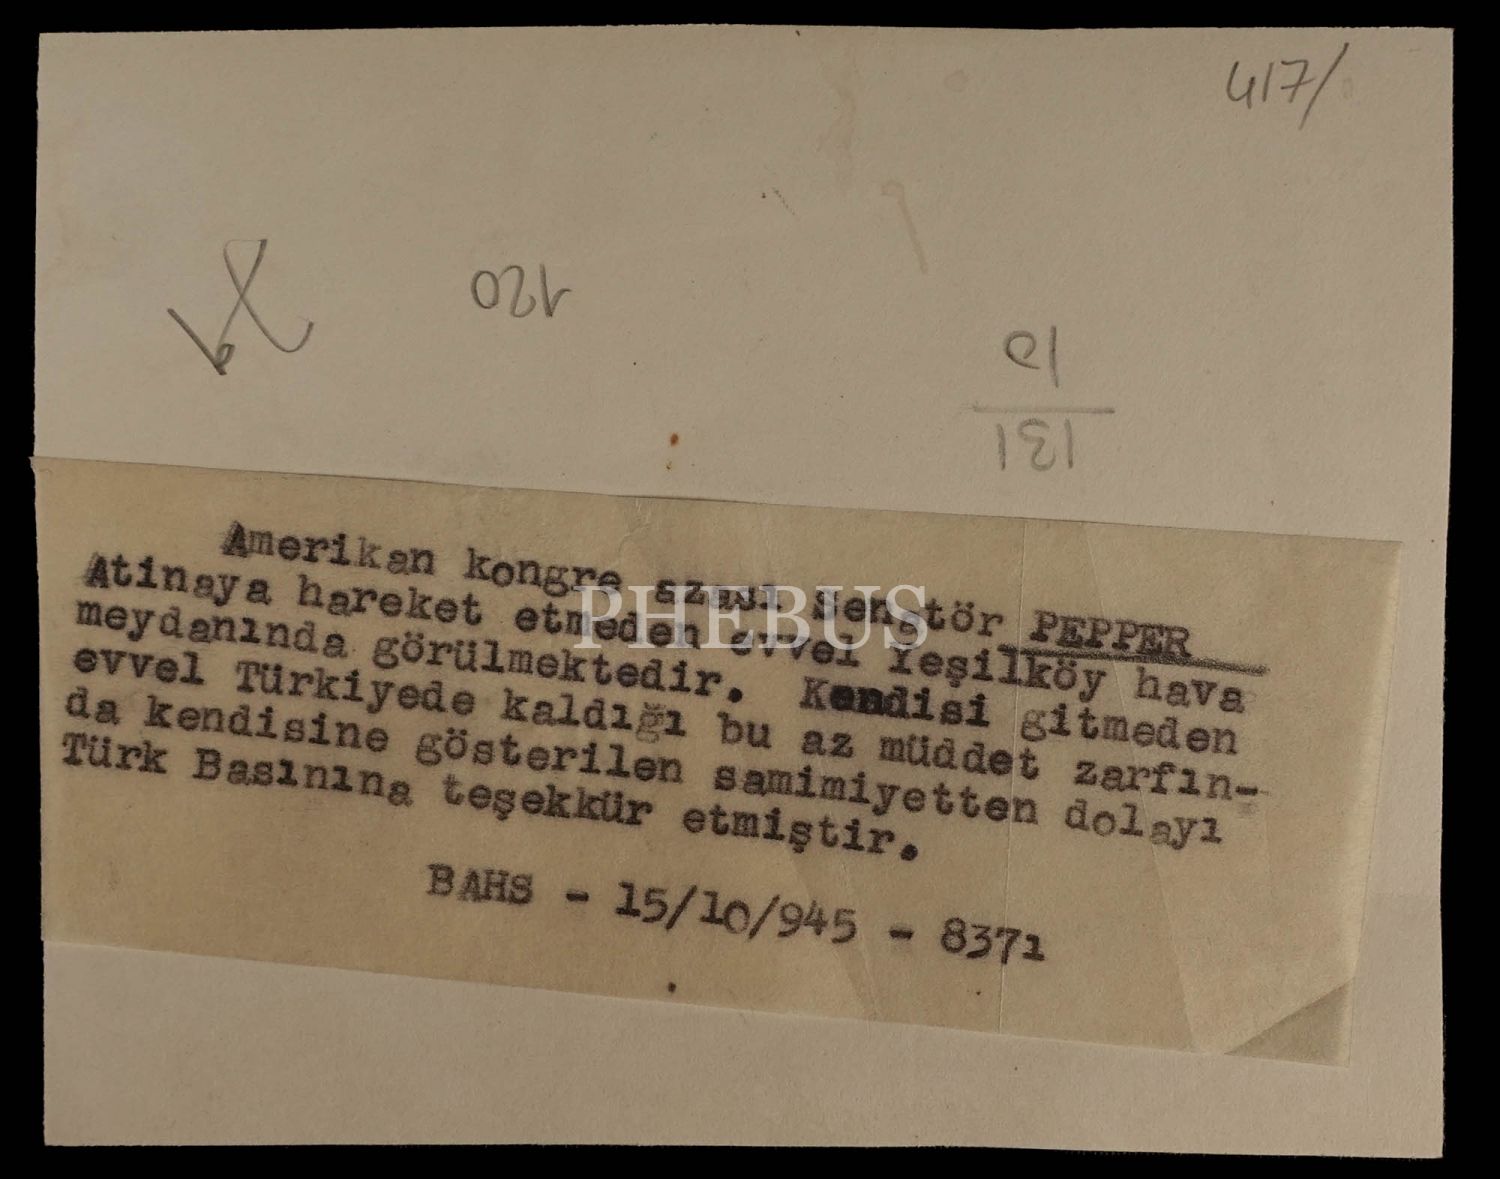 417/
120
10
131
Amerikan kongre azası Senatör PEPPER
Atinaya hareket etmeden evvel Yeşilköy hava
meydanında görülmektedir. Kendisi gitmeden
evvel Türkiyede kaldığı bu az müddet zarfın-
da kendisine gösterilen samimiyetten dolayı
Türk Basınına teşekkür etmiştir.
BAHS - 15/10/945 - 8371
PHEBUS